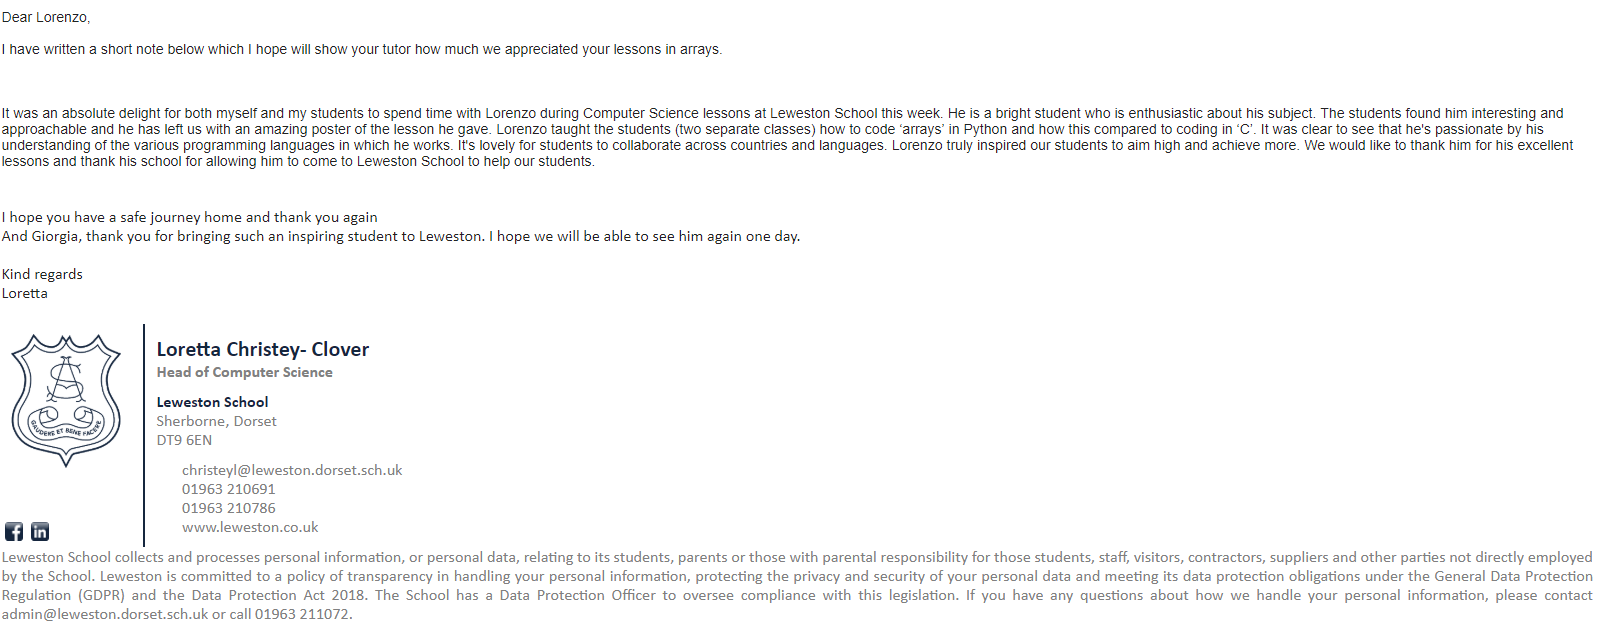 Dear Lorenzo,
I have written a short note below which I hope will show your tutor how much we appreciated your lessons in arrays.
It was an absolute delight for both myself and my students to spend time with Lorenzo during Computer Science lessons at Leweston School this week. He is a bright student who is enthusiastic about his subject. The students found him interesting and
approachable and he has left us with an amazing poster of the lesson he gave. Lorenzo taught the students (two separate classes) how to code ‘arrays’ in Python and how this compared to coding in ‘C’. It was clear to see that he's passionate by his
understanding of the various programming languages in which he works. It's lovely for students to collaborate across countries and languages. Lorenzo truly inspired our students to aim high and achieve more. We would like to thank him for his excellent
lessons and thank his school for allowing him to come to Leweston School to help our students.
I hope you have a safe journey home and thank you again
And Giorgia, thank you for bringing such an inspiring student to Leweston. I hope we will be able to see him again one day.
Kind regards
Loretta
GAUDERE ET BENE FACERE
Loretta Christey- Clover
Head of Computer Science
Leweston School
Sherborne, Dorset
DT9 6EN
christeyl@leweston.dorset.sch.uk
01963 210691
01963 210786
www.leweston.co.uk
Leweston School collects and processes personal information, or personal data, relating to its students, parents or those with parental responsibility for those students, staff, visitors, contractors, suppliers and other parties not directly employed
by the School. Leweston is committed to a policy of transparency in handling your personal information, protecting the privacy and security of your personal data and meeting its data protection obligations under the General Data Protection
Regulation (GDPR) and the Data Protection Act 2018. The School has a Data Protection Officer to oversee compliance with this legislation. If you have any questions about how we handle your personal information, please contact
admin@leweston.dorset.sch.uk or call 01963 211072.